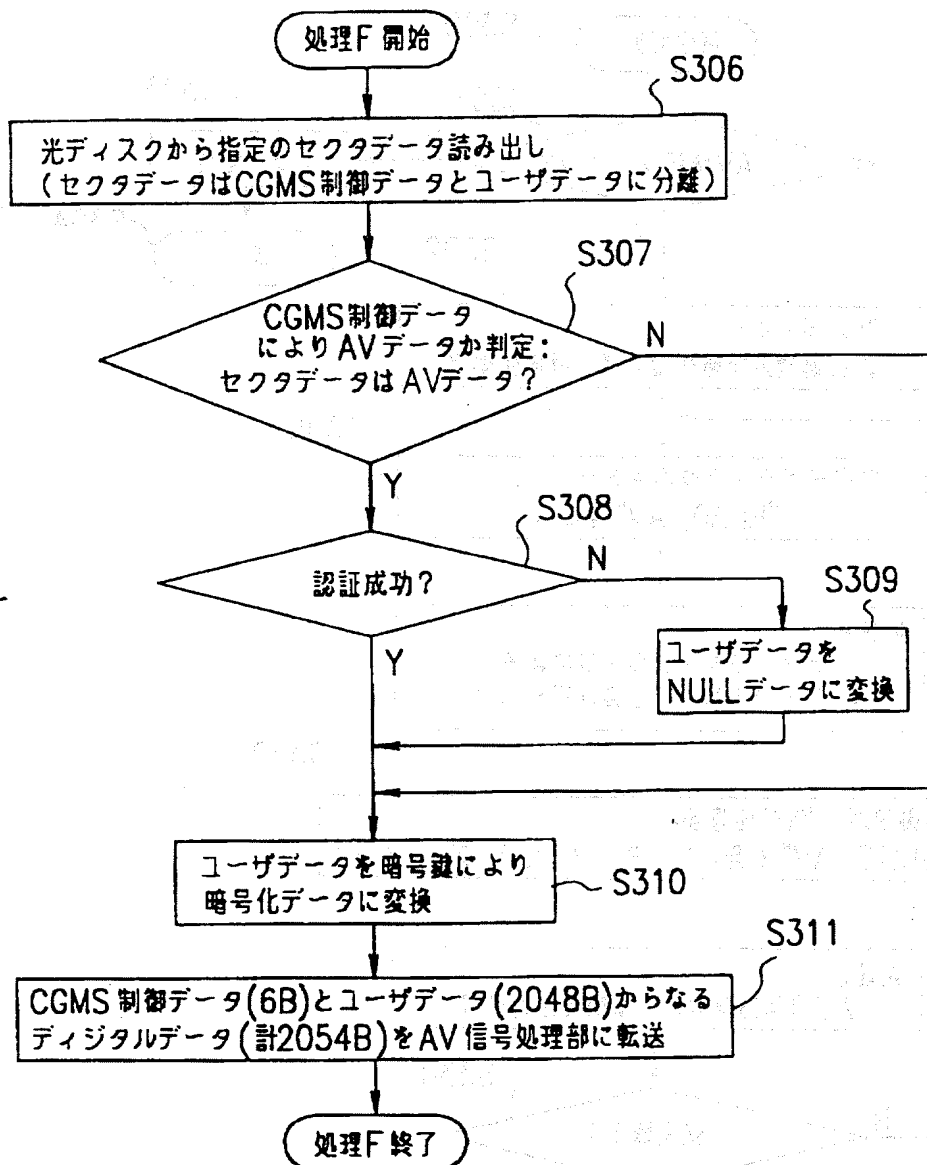 処理F 開始
S306
光ディスクから指定のセクタデータ読み出し
(セクタデータはCGMS制御データとユーザデータに分離)
S307
CGMS制御データ
によりAVデータか判定:
セクタデータはAVデータ?
N
Y
S308
認証成功?
N
S309
Y
ユーザデータを
NULLデータに変換
ユーザデータを暗号鍵により
暗号化データに変換
S310
S311
CGMS制御データ(6B)とユーザデータ(2048B)からなる
ディジタルデータ(計2054B)をAV信号処理部に転送
処理F 終了